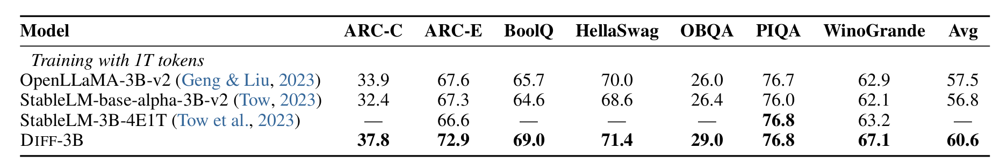 Model ARC-C ARC-E BoolQ HellaSwag OBQA PIQA WinoGrande Avg
Training with 1T tokens
OpenLLaMA-3B-v2 (Geng & Liu, 2023) 33.9 67.6 65.7 70.0 26.0 76.7 62.9 57.5
StableLM-base-alpha-3B-v2 (Tow, 2023) 32.4 67.3 64.6 68.6 26.4 76.0 62.1 56.8
StableLM-3B-4E1T (Tow et al., 2023) — 66.6 — — — 76.8 63.2 —
DIFF-3B 37.8 72.9 69.0 71.4 29.0 76.8 67.1 60.6